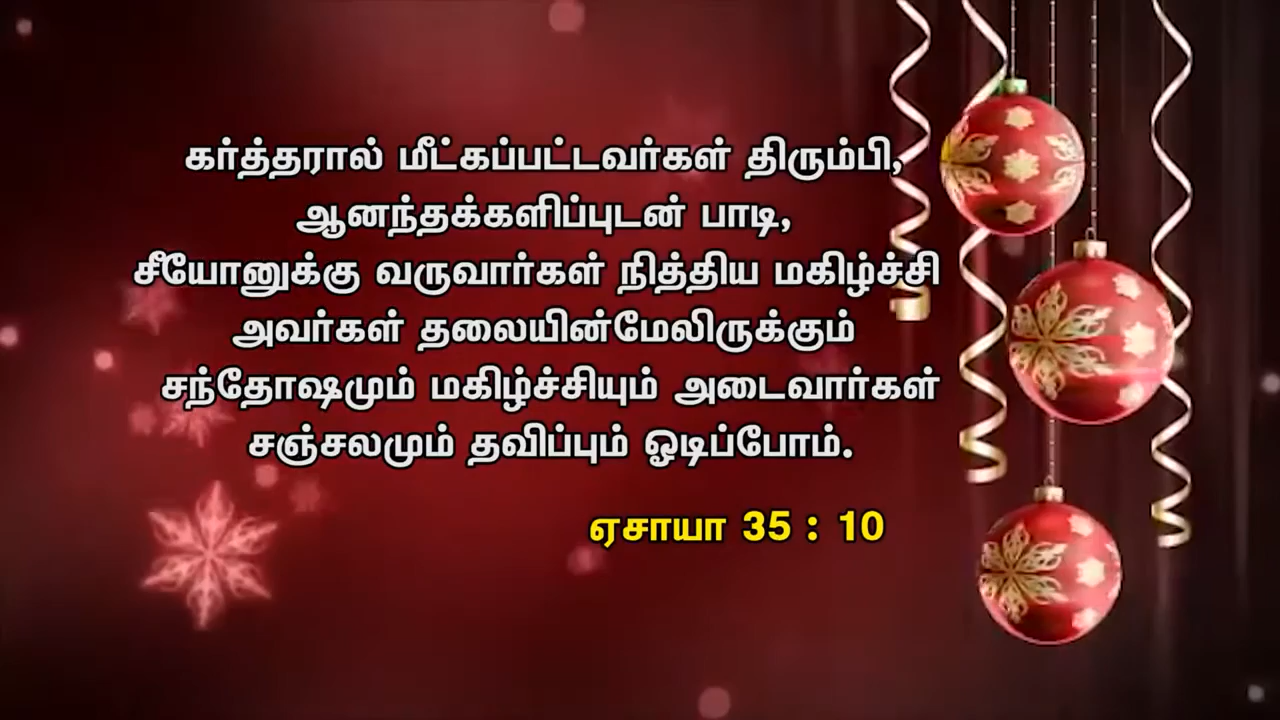 கர்த்தரால் மீட்கப்பட்டவர்கள் திரும்பி,
ஆனந்தக்களிப்புடன் பாடி,
சீயோனுக்கு வருவார்கள் நித்திய மகிழ்ச்சி
அவர்கள் தலையின்மேலிருக்கும்
சந்தோஷமும் மகிழ்ச்சியும் அடைவார்கள்
சஞ்சலமும் தவிப்பும் ஓடிப்போம்.
ஏசாயா 35 : 10